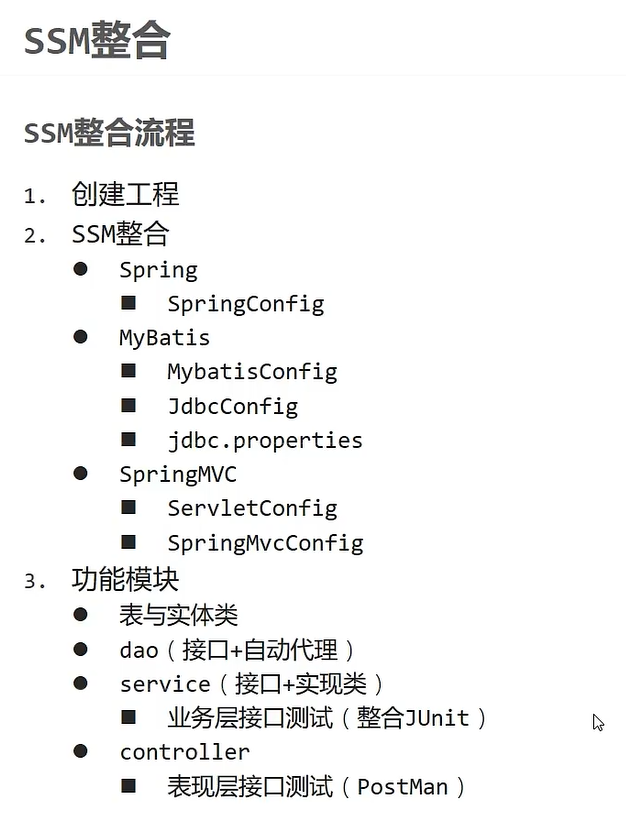 SSM整合
SSM整合流程
1. 创建工程
2. SSM整合
● Spring
■ SpringConfig
● MyBatis
■ MybatisConfig
■ JdbcConfig
■ jdbc.properties
● SpringMVC
■ ServletConfig
■ SpringMvcConfig
3. 功能模块
● 表与实体类
● dao（接口+自动代理）
● service（接口+实现类）
■ 业务层接口测试（整合JUnit）
● controller
■ 表现层接口测试（PostMan）